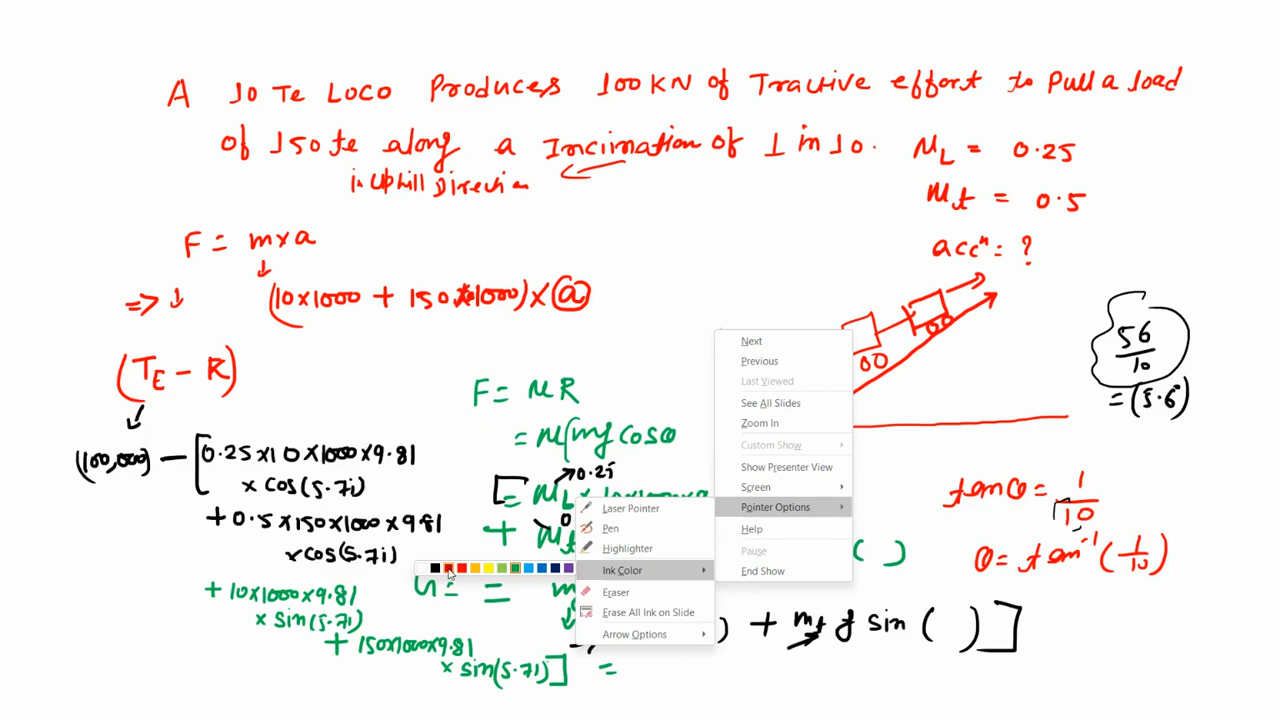 A 10 Te LOCO Produces 100 KN of Tractive effort to Pull a load
of 150te along a Inclination of 1 in 10.
in Uphill Direction
μL = 0.25
μt = 0.5
accⁿ = ?
F = m×a
=> ↓ (10×1000 + 150×1000) × a
(TE - R)
(100,000) - [0.25×10×1000×9.81
× cos(5.71)
+ 0.5×150×1000×9.81
×cos(5.71)
+ 10×1000×9.81
× sin(5.71)
+ 150×1000×9.81
× sin(5.71)]
F = μR
= μ(mg cosθ
0.25
= μL
+ μt
=
) + mt g sin ( )]
=
56
10
= (5.6)
tanθ = 1
10
θ = tan⁻¹ (1/10)
Next
Previous
Last Viewed
See All Slides
Zoom In
Custom Show
Show Presenter View
Screen
Pointer Options
Help
Pause
End Show
Laser Pointer
Pen
Highlighter
Ink Color
Eraser
Erase All Ink on Slide
Arrow Options